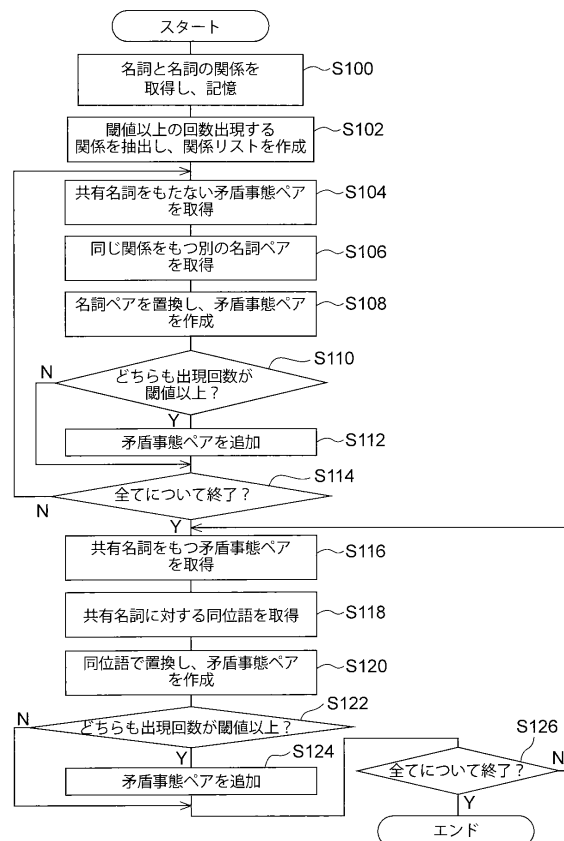 スタート
名詞と名詞の関係を
取得し、記憶
S100
閾値以上の回数出現する
関係を抽出し、関係リストを作成
S102
共有名詞をもたない矛盾事態ペア
を取得
S104
同じ関係をもつ別の名詞ペア
を取得
S106
名詞ペアを置換し、矛盾事態ペア
を作成
S108
S110
N
どちらも出現回数が
閾値以上？
Y
矛盾事態ペアを追加
S112
S114
全てについて終了？
N
Y
共有名詞をもつ矛盾事態ペア
を取得
S116
共有名詞に対する同位語を取得
S118
同位語で置換し、矛盾事態ペア
を作成
S120
S122
N
どちらも出現回数が閾値以上？
Y
S124
矛盾事態ペアを追加
S126
全てについて終了？
N
Y
エンド